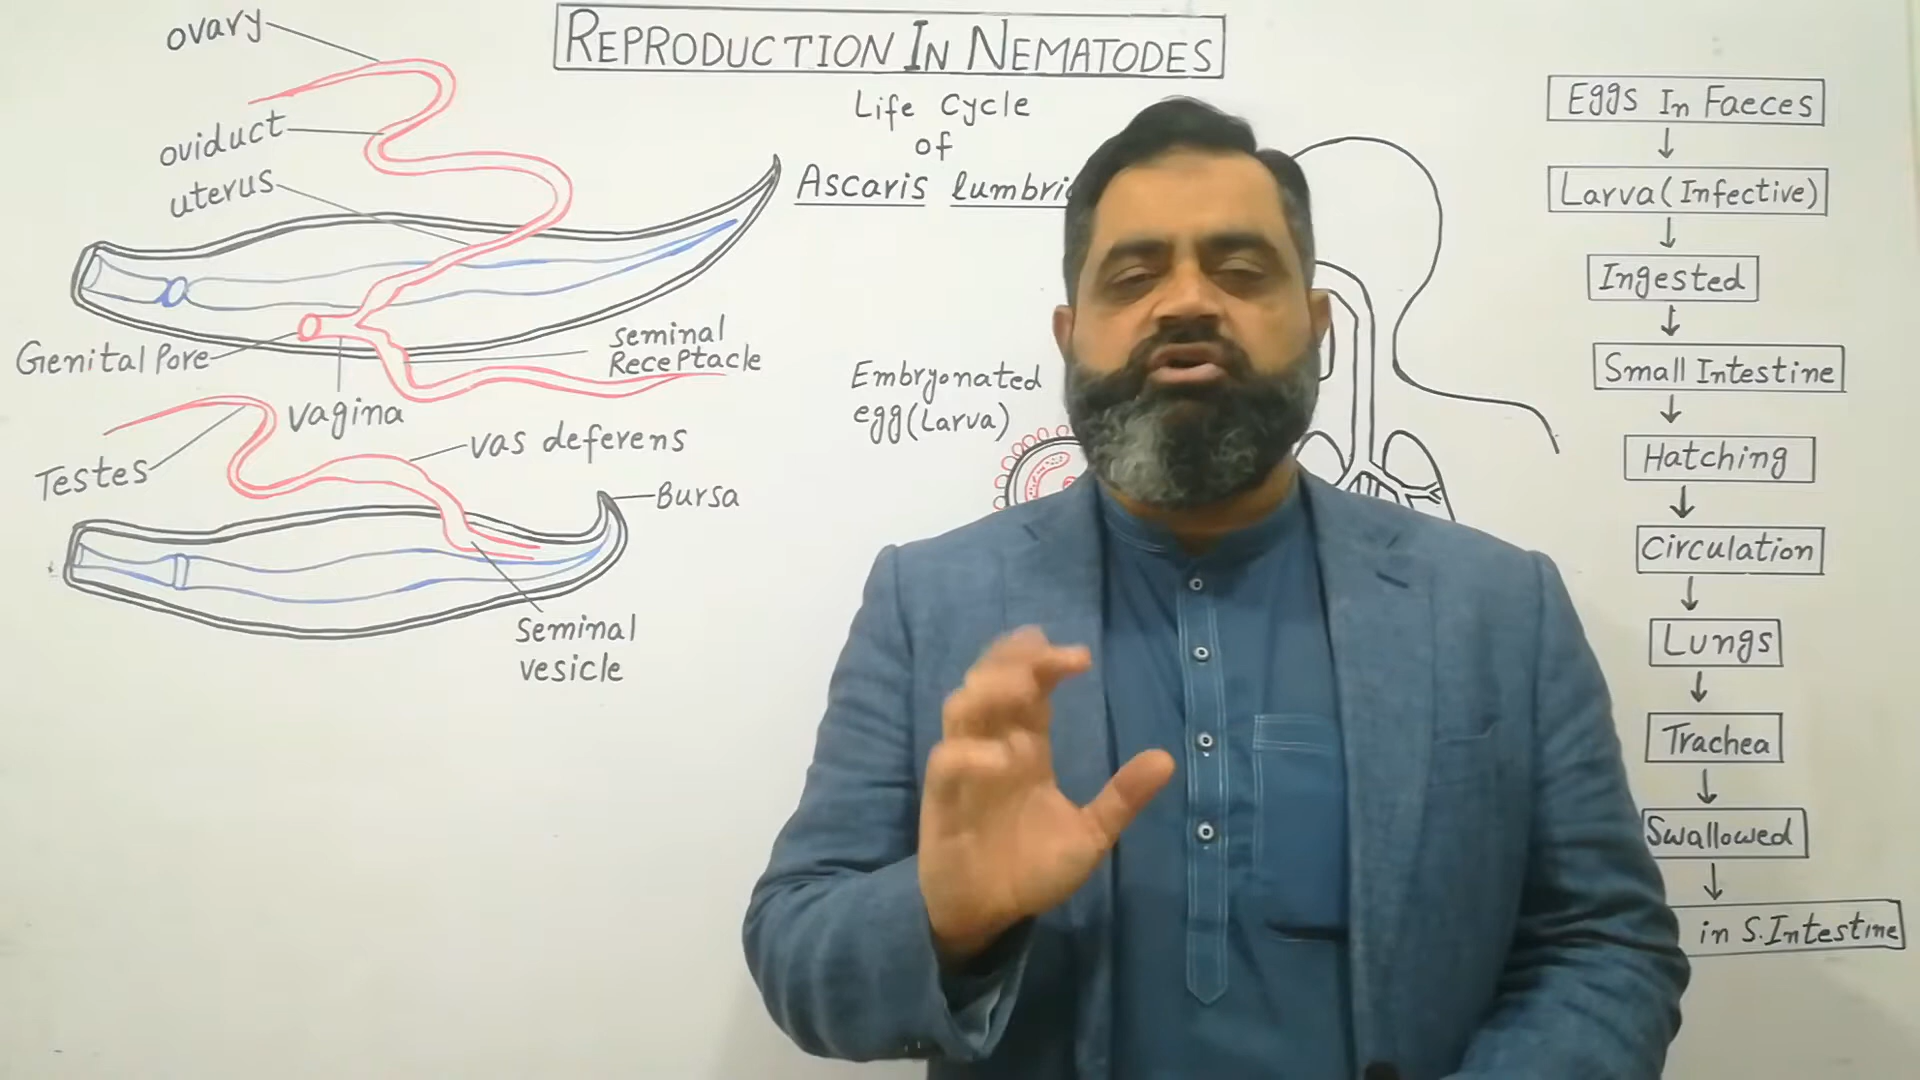 REPRODUCTION IN NEMATODES
Life Cycle
of
Ascaris lumbri
ovary
oviduct
uterus
Genital Pore
vagina
seminal
Receptacle
Testes
vas deferens
Bursa
seminal
vesicle
Embryonated
egg(Larva)
Eggs In Faeces
Larva(Infective)
Ingested
Small Intestine
Hatching
Circulation
Lungs
Trachea
Swallowed
in S.Intestine